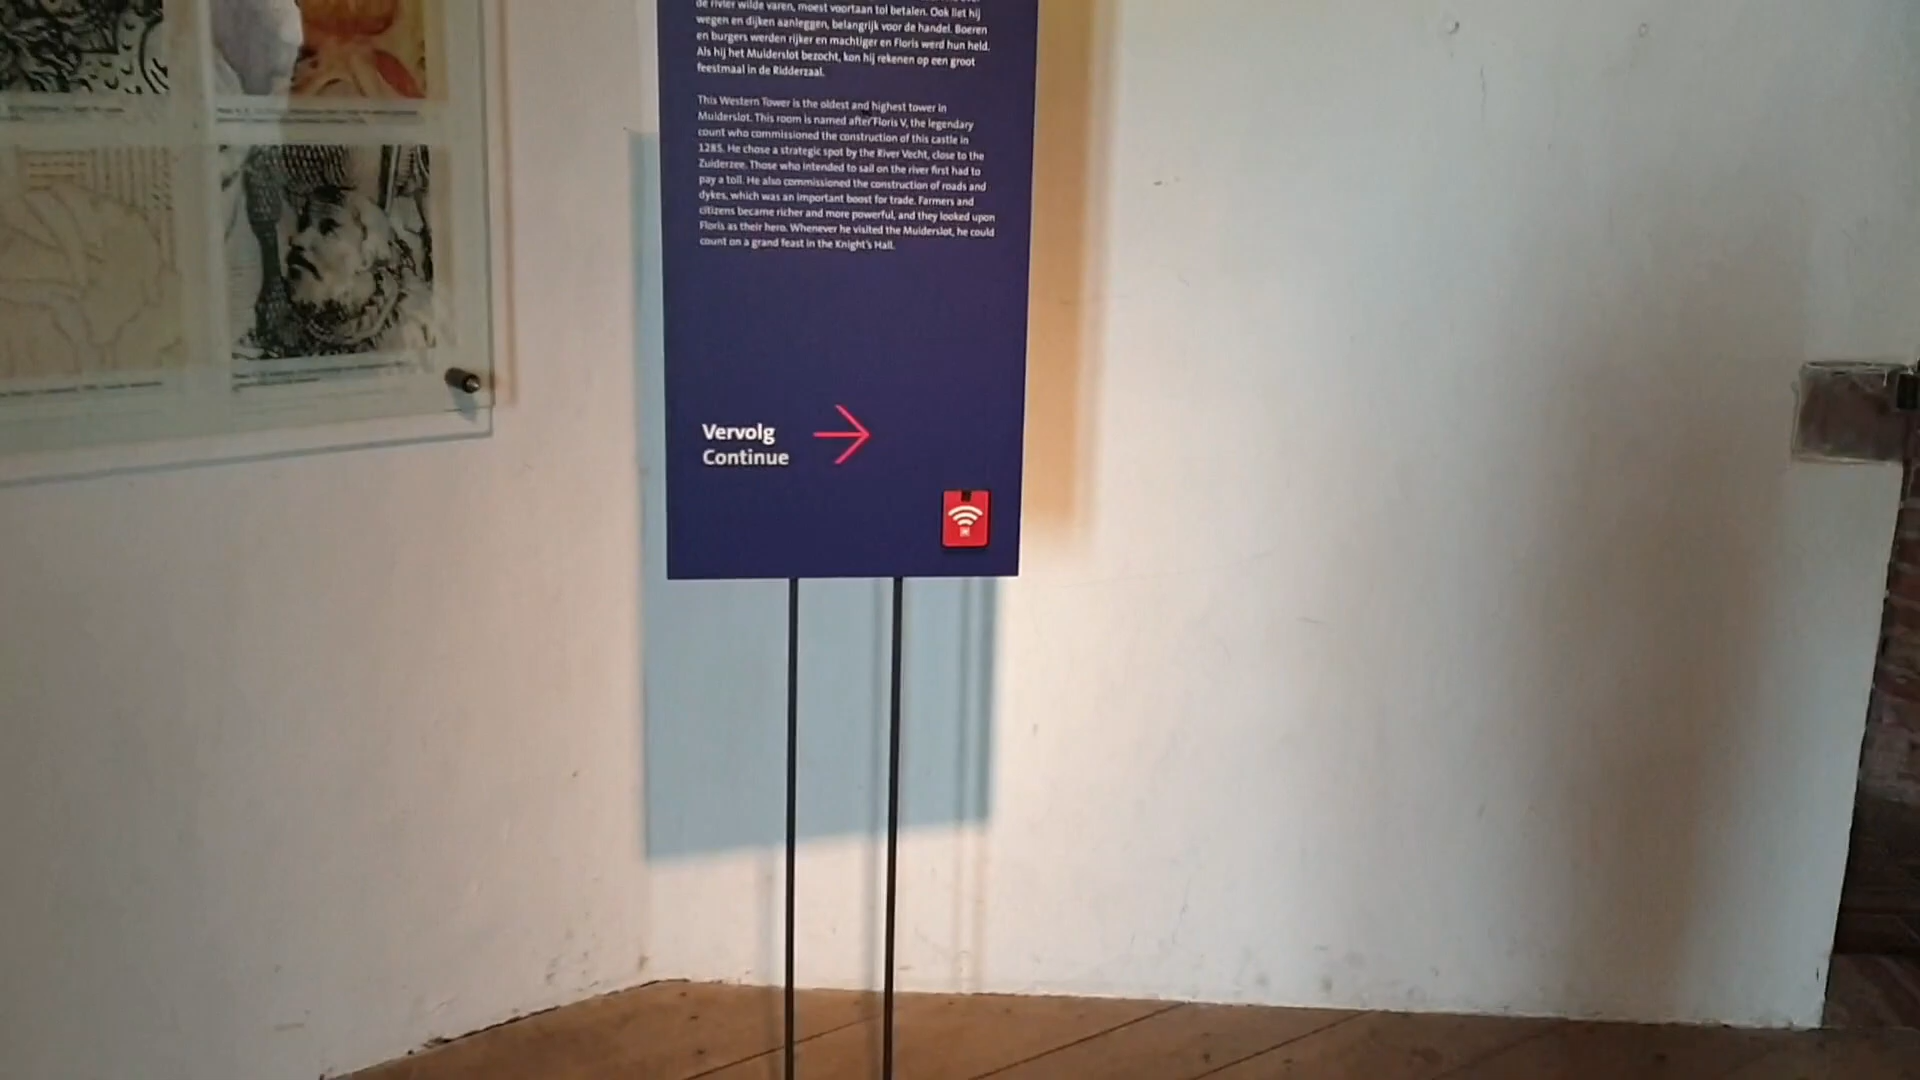 de rivier wilde varen, moest voortaan tol betalen. Ook liet hij
wegen en dijken aanleggen, belangrijk voor de handel. Boeren
en burgers werden rijker en machtiger en Floris werd hun held.
Als hij het Muiderslot bezocht, kon hij rekenen op een groot
feestmaal in de Ridderzaal.
This Western Tower is the oldest and highest tower in
Muiderslot. This room is named after Floris V, the legendary
count who commissioned the construction of this castle in
1285. He chose a strategic spot by the River Vecht, close to the
Zuiderzee. Those who intended to sail on the river first had to
pay a toll. He also commissioned the construction of roads and
dykes, which was an important boost for trade. Farmers and
citizens became richer and more powerful, and they looked upon
Floris as their hero. Whenever he visited the Muiderslot, he could
count on a grand feast in the Knight's Hall.
Vervolg
Continue